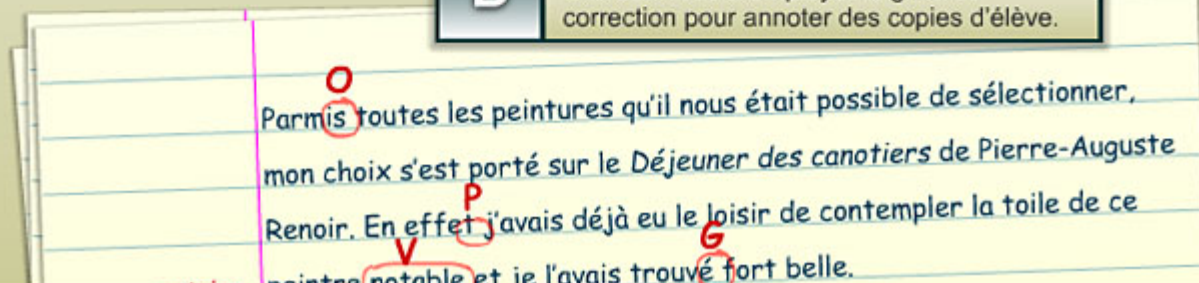 correction pour annoter des copies d'élève.
O
Parmis toutes les peintures qu'il nous était possible de sélectionner,
mon choix s'est porté sur le Déjeuner des canotiers de Pierre-Auguste
P
Renoir. En effet j'avais déjà eu le loisir de contempler la toile de ce
V G
peintre notable et je l'avais trouvé fort belle.